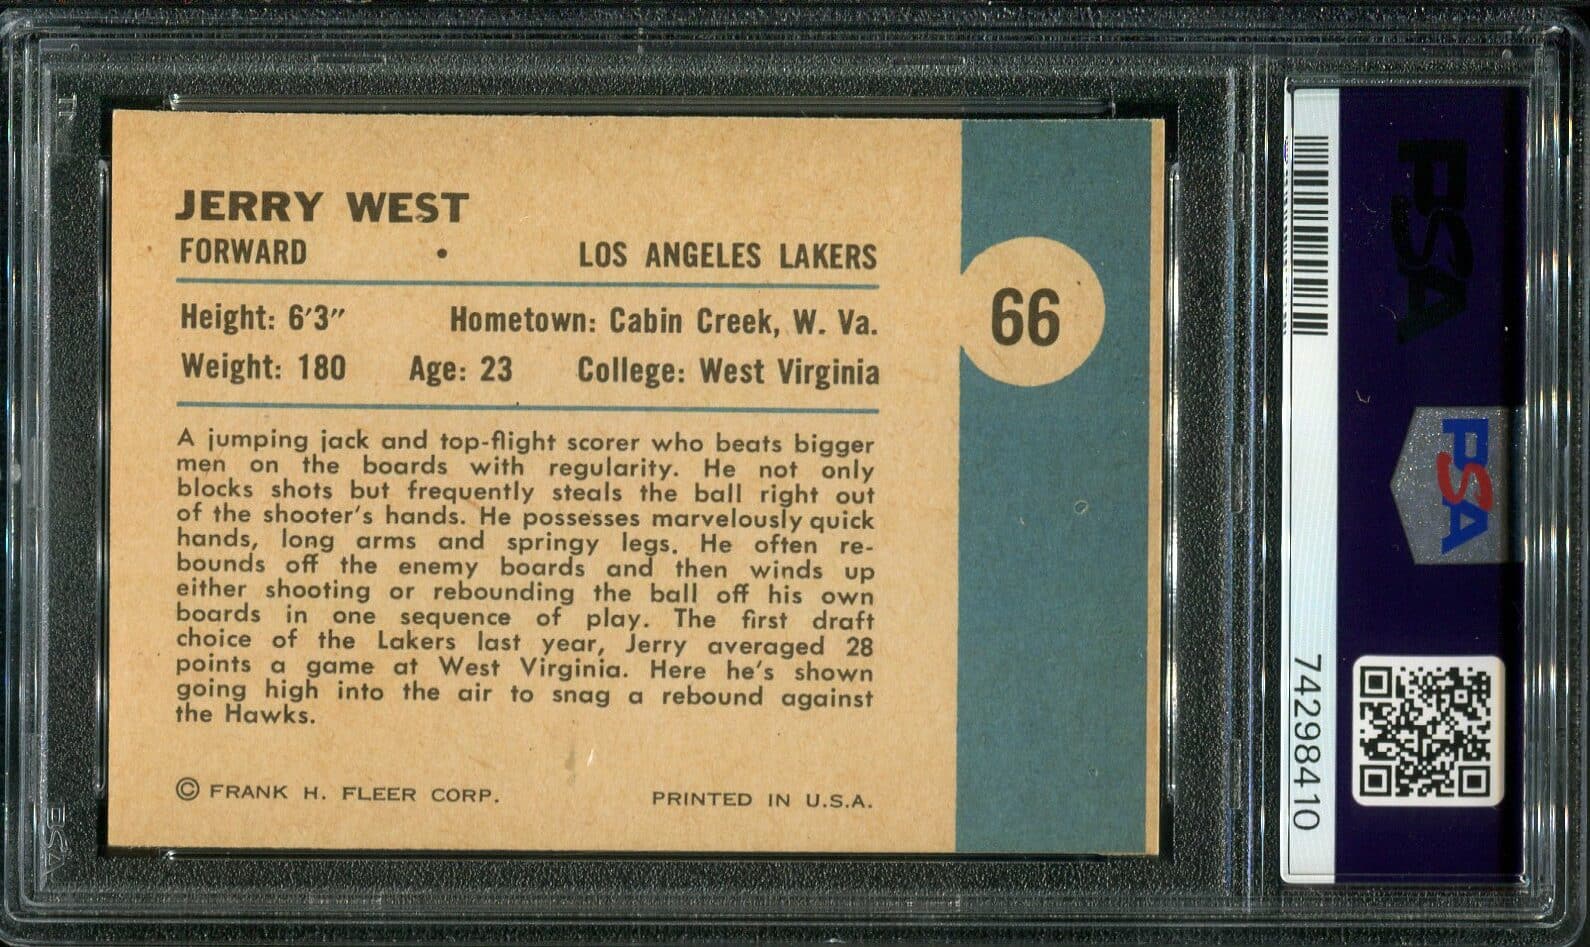 JERRY WEST
FORWARD • LOS ANGELES LAKERS
Height: 6'3" Hometown: Cabin Creek, W. Va.
Weight: 180 Age: 23 College: West Virginia
66
A jumping jack and top-flight scorer who beats bigger
men on the boards with regularity. He not only
blocks shots but frequently steals the ball right out
of the shooter's hands. He possesses marvelously quick
hands, long arms and springy legs. He often re-
bounds off the enemy boards and then winds up
either shooting or rebounding the ball off his own
boards in one sequence of play. The first draft
choice of the Lakers last year, Jerry averaged 28
points a game at West Virginia. Here he's shown
going high into the air to snag a rebound against
the Hawks.
© FRANK H. FLEER CORP. PRINTED IN U.S.A.
PSA
PSA
74298410